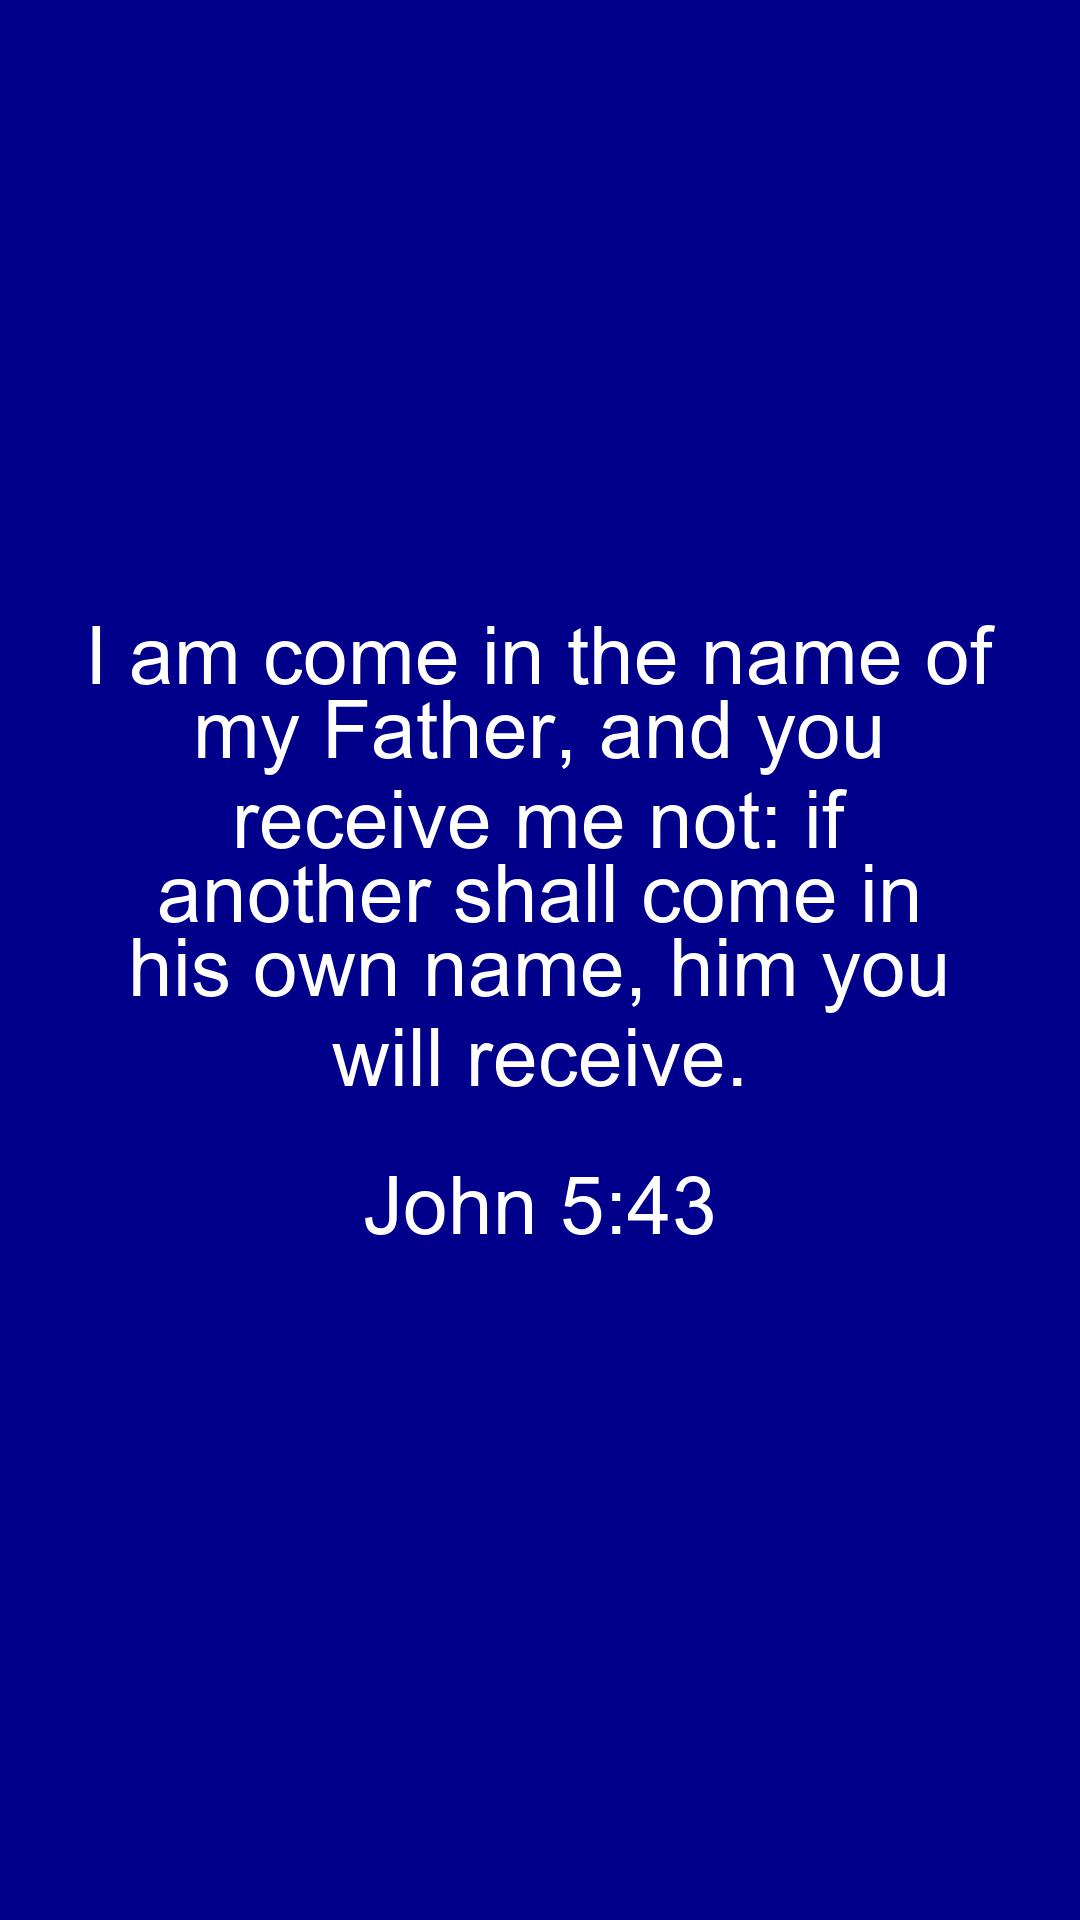 I am come in the name of
my Father, and you
receive me not: if
another shall come in
his own name, him you
will receive.
John 5:43